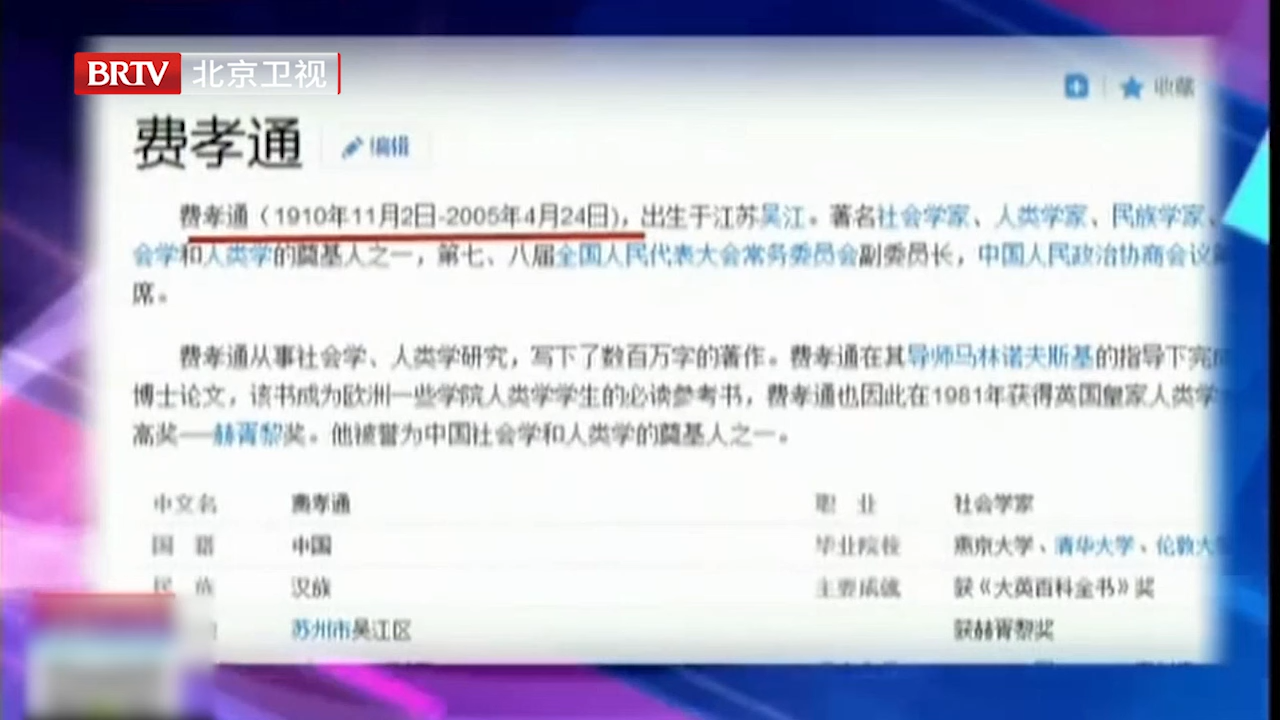 BRTV 北京卫视
收藏
费孝通 编辑
费孝通（1910年11月2日-2005年4月24日），出生于江苏吴江。著名社会学家、人类学家、民族学家、
会学和人类学的奠基人之一，第七、八届全国人民代表大会常务委员会副委员长，中国人民政治协商会议
席。
费孝通从事社会学、人类学研究，写下了数百万字的著作。费孝通在其导师马林诺夫斯基的指导下完成
博士论文，该书成为欧洲一些学院人类学学生的必读参考书，费孝通也因此在1981年获得英国皇家人类学
高奖——赫胥黎奖。他被誉为中国社会学和人类学的奠基人之一。
中文名 费孝通 职 业 社会学家
国 籍 中国 毕业院校 燕京大学、清华大学、伦敦大
民 族 汉族 主要成就 获《大英百科全书》奖
苏州市吴江区 获赫胥黎奖